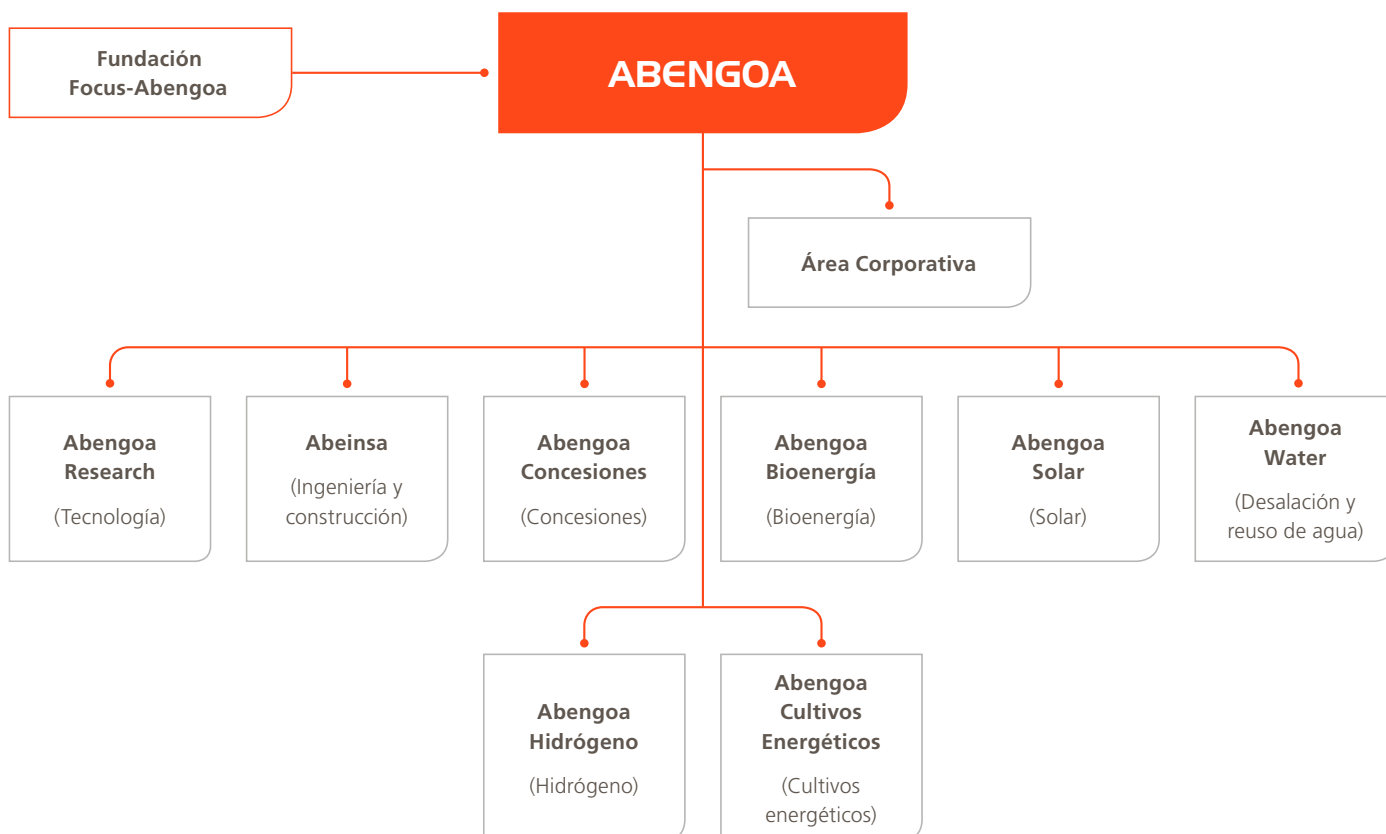 Fundación
Focus-Abengoa
ABENGOA
Área Corporativa
Abengoa
Research
(Tecnología)
Abeinsa
(Ingeniería y
construcción)
Abengoa
Concesiones
(Concesiones)
Abengoa
Bioenergía
(Bioenergía)
Abengoa
Solar
(Solar)
Abengoa
Water
(Desalación y
reuso de agua)
Abengoa
Hidrógeno
(Hidrógeno)
Abengoa
Cultivos
Energéticos
(Cultivos
energéticos)